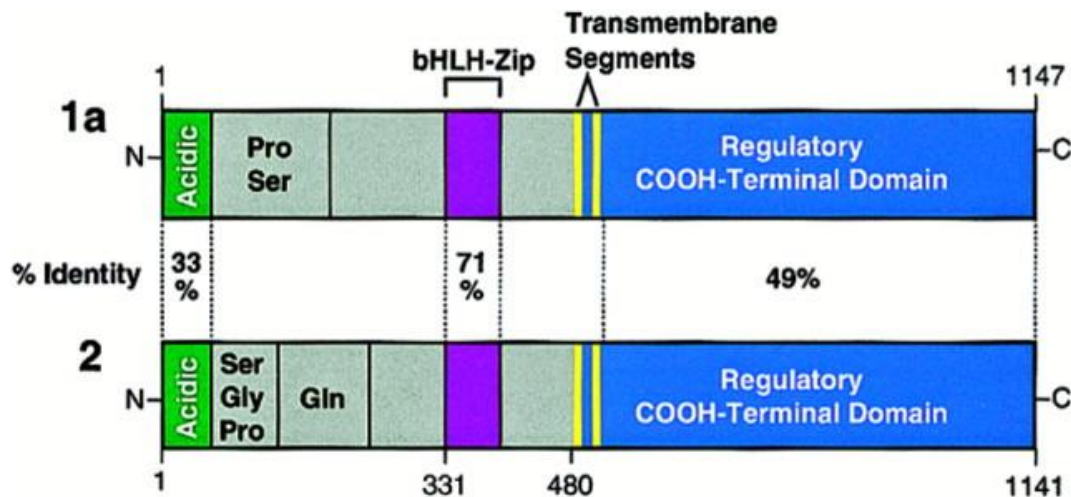 Transmembrane
Segments
bHLH-Zip
1
1147
1a
N
Acidic
Pro
Ser
Regulatory
COOH-Terminal Domain
C
% Identity
33
%
71
%
49%
2
N
Acidic
Ser
Gly
Pro
Gln
Regulatory
COOH-Terminal Domain
C
1
331
480
1141